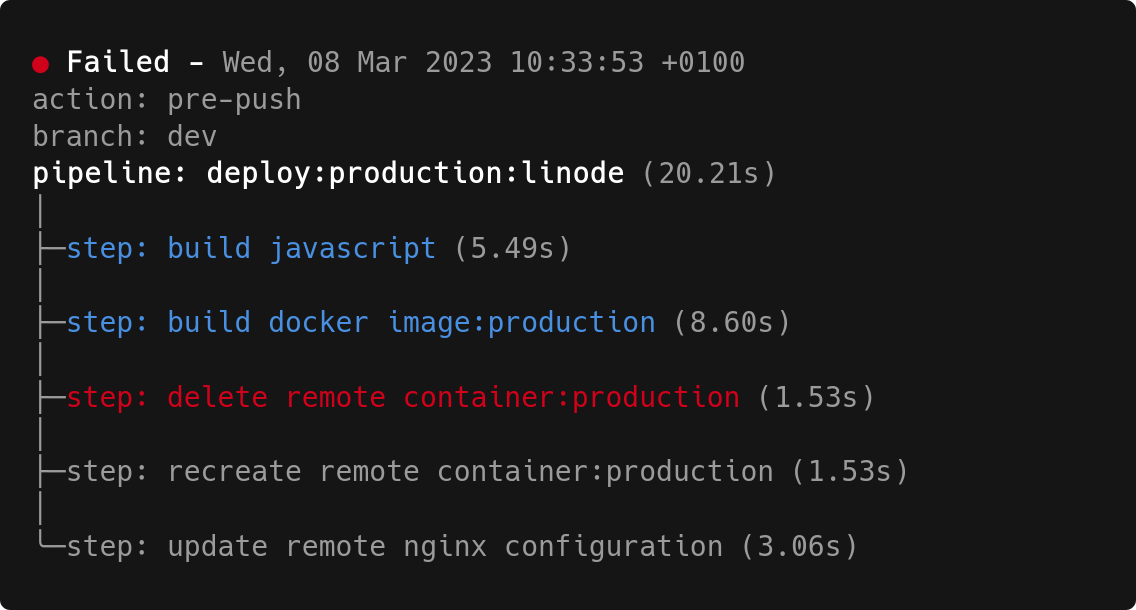 Failed - Wed, 08 Mar 2023 10:33:53 +0100
action: pre-push
branch: dev
pipeline: deploy:production:linode (20.21s)
step: build javascript (5.49s)
step: build docker image:production (8.60s)
step: delete remote container:production (1.53s)
step: recreate remote container:production (1.53s)
step: update remote nginx configuration (3.06s)